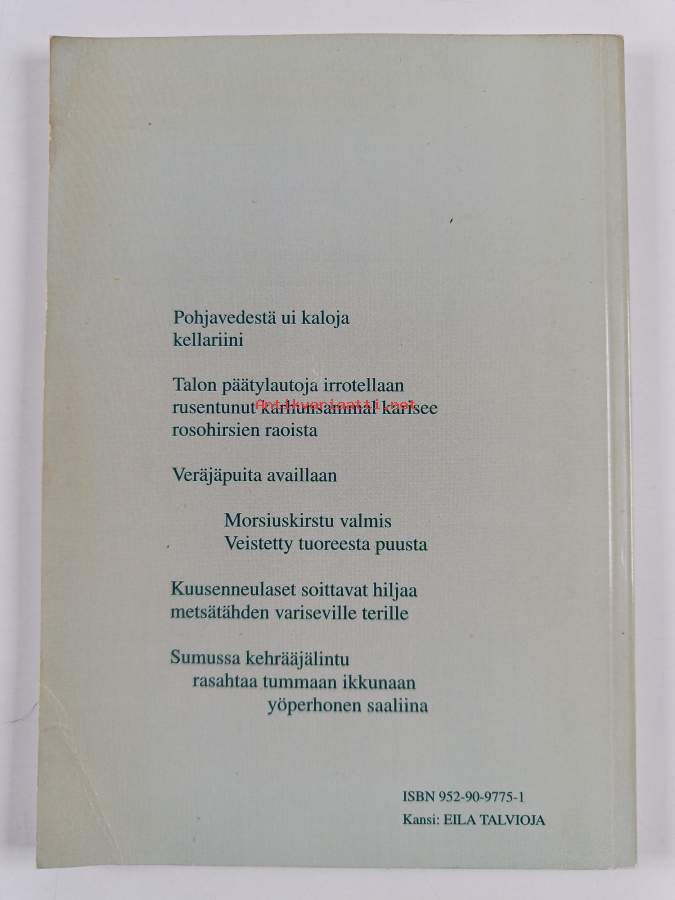 Pohjavedestä ui kaloja
kellariini
Talon päätylautoja irrotellaan
rusentunut karhunsammal karisee
Antikvariaatti.net
rosohirsien raoista
Veräjäpuita availlaan
Morsiuskirstu valmis
Veistetty tuoreesta puusta
Kuusenneulaset soittavat hiljaa
metsätähden variseville terille
Sumussa kehrääjälintu
rasahtaa tummaan ikkunaan
yöperhonen saaliina
ISBN 952-90-9775-1
Kansi: EILA TALVIOJA